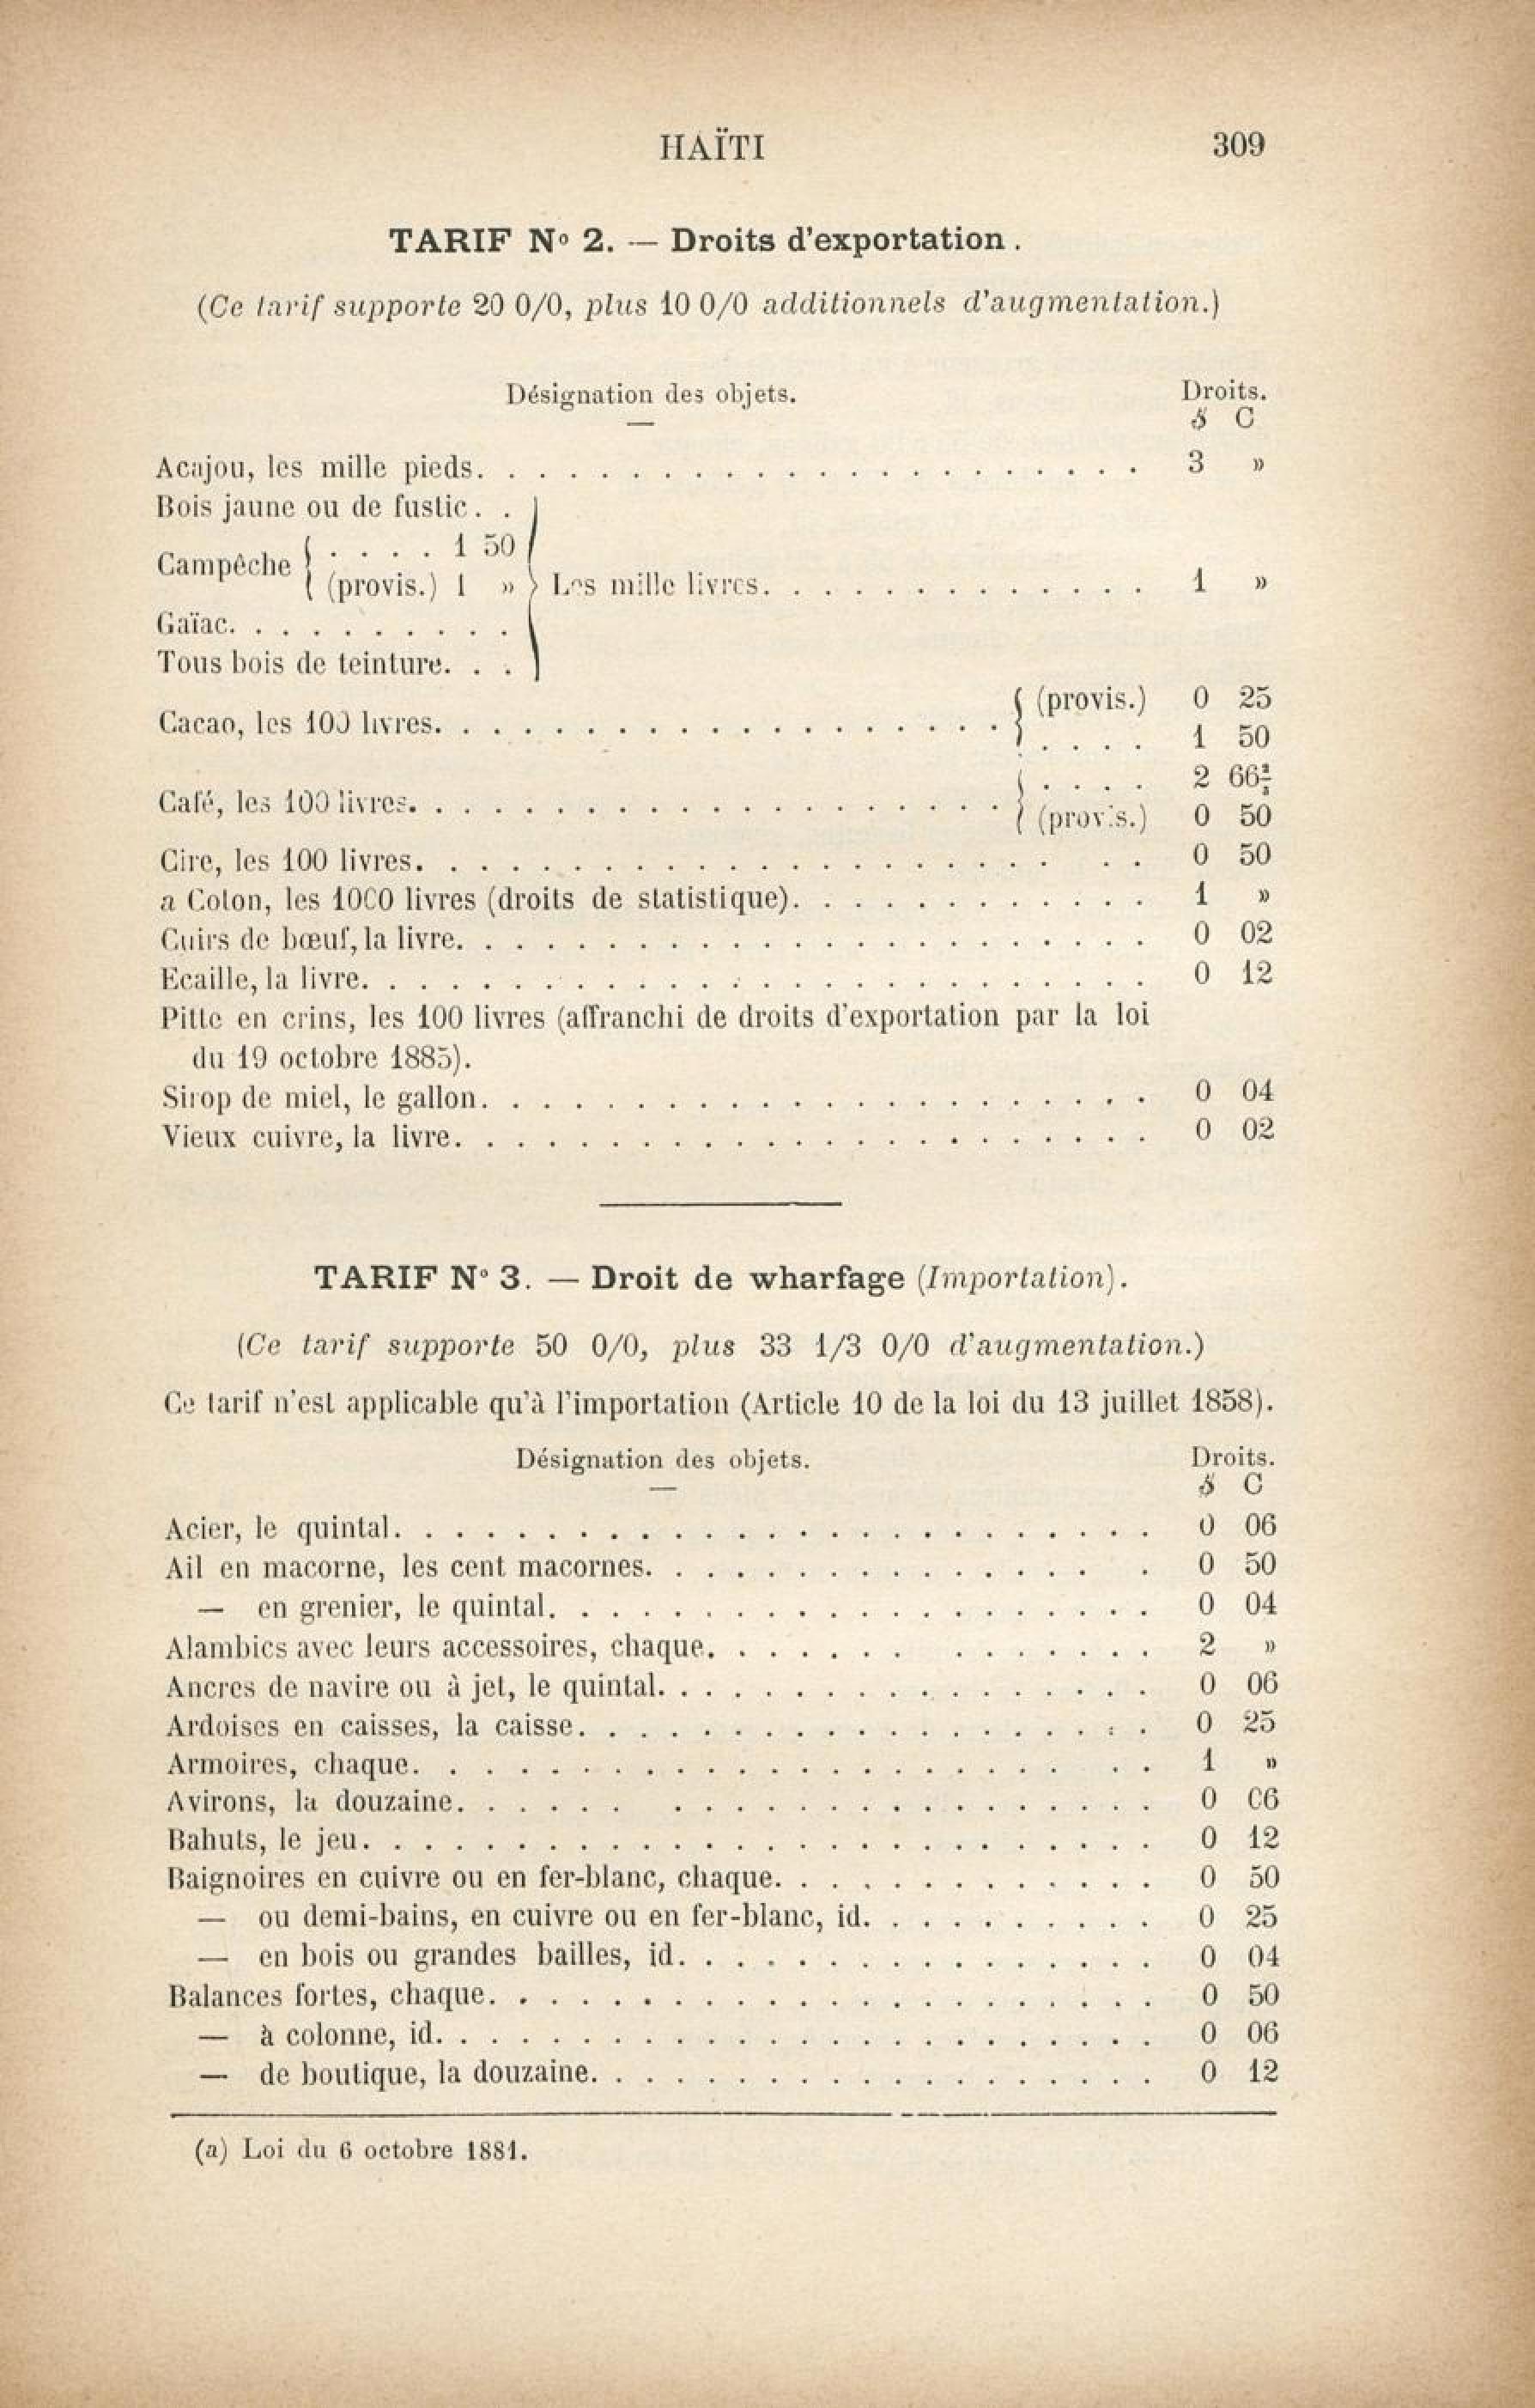 HAÏTI 309
TARIF No 2. — Droits d'exportation.
(Ce tarif supporte 20 0/0, plus 10 0/0 additionnels d'augmentation.)
Désignation des objets. Droits.
$ C
Acajou, les mille pieds. 3 »
Bois jaune ou de fustic. .
Campêche { . . . . 1 50
(provis.) 1 » } Les mille livres. 1 »
Gaïac.
Tous bois de teinture. . .
Cacao, les 100 livres. { (provis.) 0 25
. . . . 1 50
Café, les 100 livres. { . . . . 2 66⅔
(provis.) 0 50
Cire, les 100 livres. 0 50
a Coton, les 1000 livres (droits de statistique). 1 »
Cuirs de bœuf, la livre. 0 02
Ecaille, la livre. 0 12
Pitte en crins, les 100 livres (affranchi de droits d'exportation par la loi
du 19 octobre 1885).
Sirop de miel, le gallon. 0 04
Vieux cuivre, la livre. 0 02
TARIF N° 3. — Droit de wharfage (Importation).
(Ce tarif supporte 50 0/0, plus 33 1/3 0/0 d'augmentation.)
Ce tarif n'est applicable qu'à l'importation (Article 10 de la loi du 13 juillet 1858).
Désignation des objets. Droits.
$ C
Acier, le quintal. 0 06
Ail en macorne, les cent macornes. 0 50
— en grenier, le quintal. 0 04
Alambics avec leurs accessoires, chaque. 2 »
Ancres de navire ou à jet, le quintal. 0 06
Ardoises en caisses, la caisse. 0 25
Armoires, chaque. 1 »
Avirons, la douzaine. 0 06
Bahuts, le jeu. 0 12
Baignoires en cuivre ou en fer-blanc, chaque. 0 50
— ou demi-bains, en cuivre ou en fer-blanc, id. 0 25
— en bois ou grandes bailles, id. 0 04
Balances fortes, chaque. 0 50
— à colonne, id. 0 06
— de boutique, la douzaine. 0 12
(a) Loi du 6 octobre 1881.